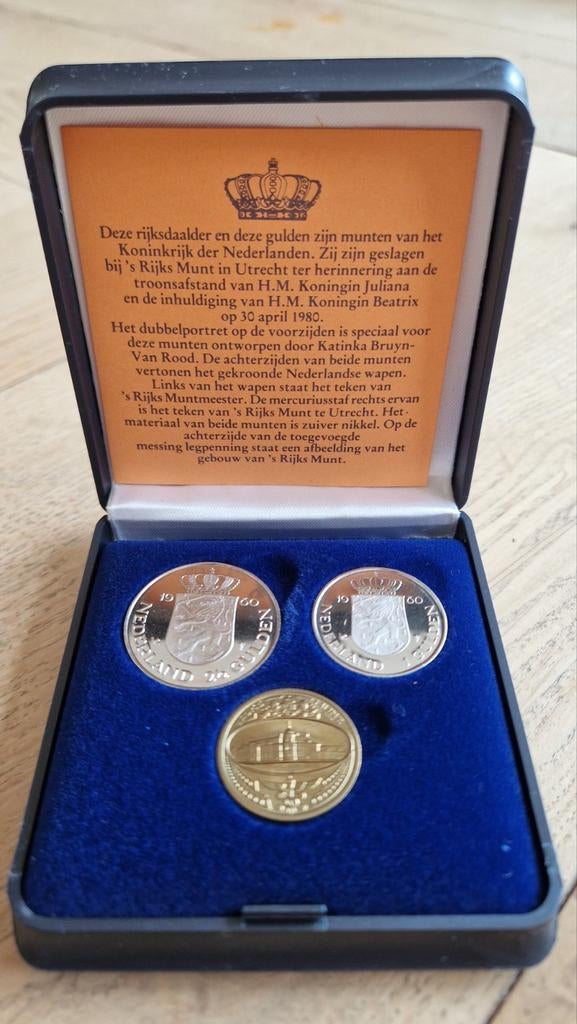 Deze rijksdaalder en deze gulden zijn munten van het
Koninkrijk der Nederlanden. Zij zijn geslagen
bij 's Rijks Munt in Utrecht ter herinnering aan de
troonsafstand van H.M. Koningin Juliana
en de inhuldiging van H.M. Koningin Beatrix
op 30 april 1980.
Het dubbelportret op de voorzijden is speciaal voor
deze munten ontworpen door Katinka Bruyn-
Van Rood. De achterzijden van beide munten
vertonen het gekroonde Nederlandse wapen.
Links van het wapen staat het teken van
's Rijks Muntmeester. De mercuriusstaf rechts ervan
is het teken van 's Rijks Munt te Utrecht. Het
materiaal van beide munten is zuiver nikkel. Op de
achterzijde van de toegevoegde
messing legpenning staat een afbeelding van het
gebouw van 's Rijks Munt.
19 80
NEDERLAND 2½ GULDEN
19 80
NEDERLAND 1 GULDEN